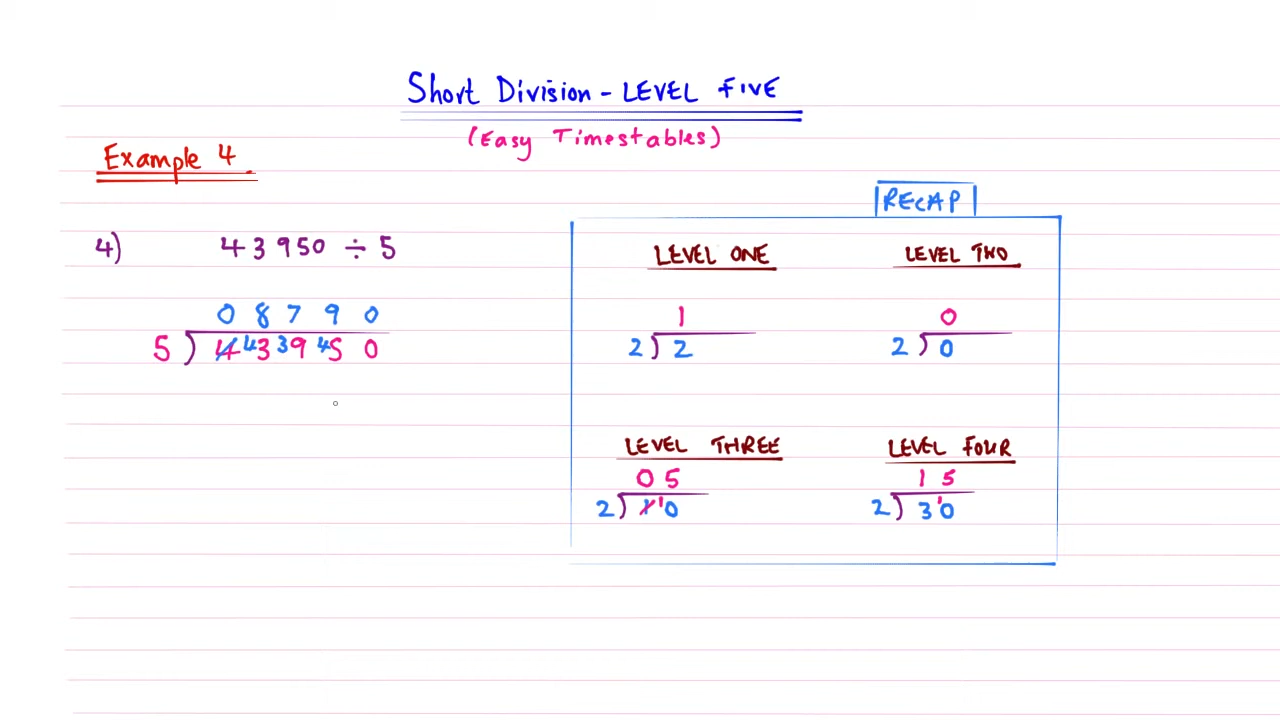 Short Division - LEVEL FIVE
(Easy Timestables)
Example 4
4) 43950 ÷ 5
0 8 7 9 0
5 ) 4 43 39 45 0
RECAP
LEVEL ONE
1
2 ) 2
LEVEL TWO
0
2 ) 0
LEVEL THREE
0 5
2 ) 1 10
LEVEL FOUR
1 5
2 ) 3 10